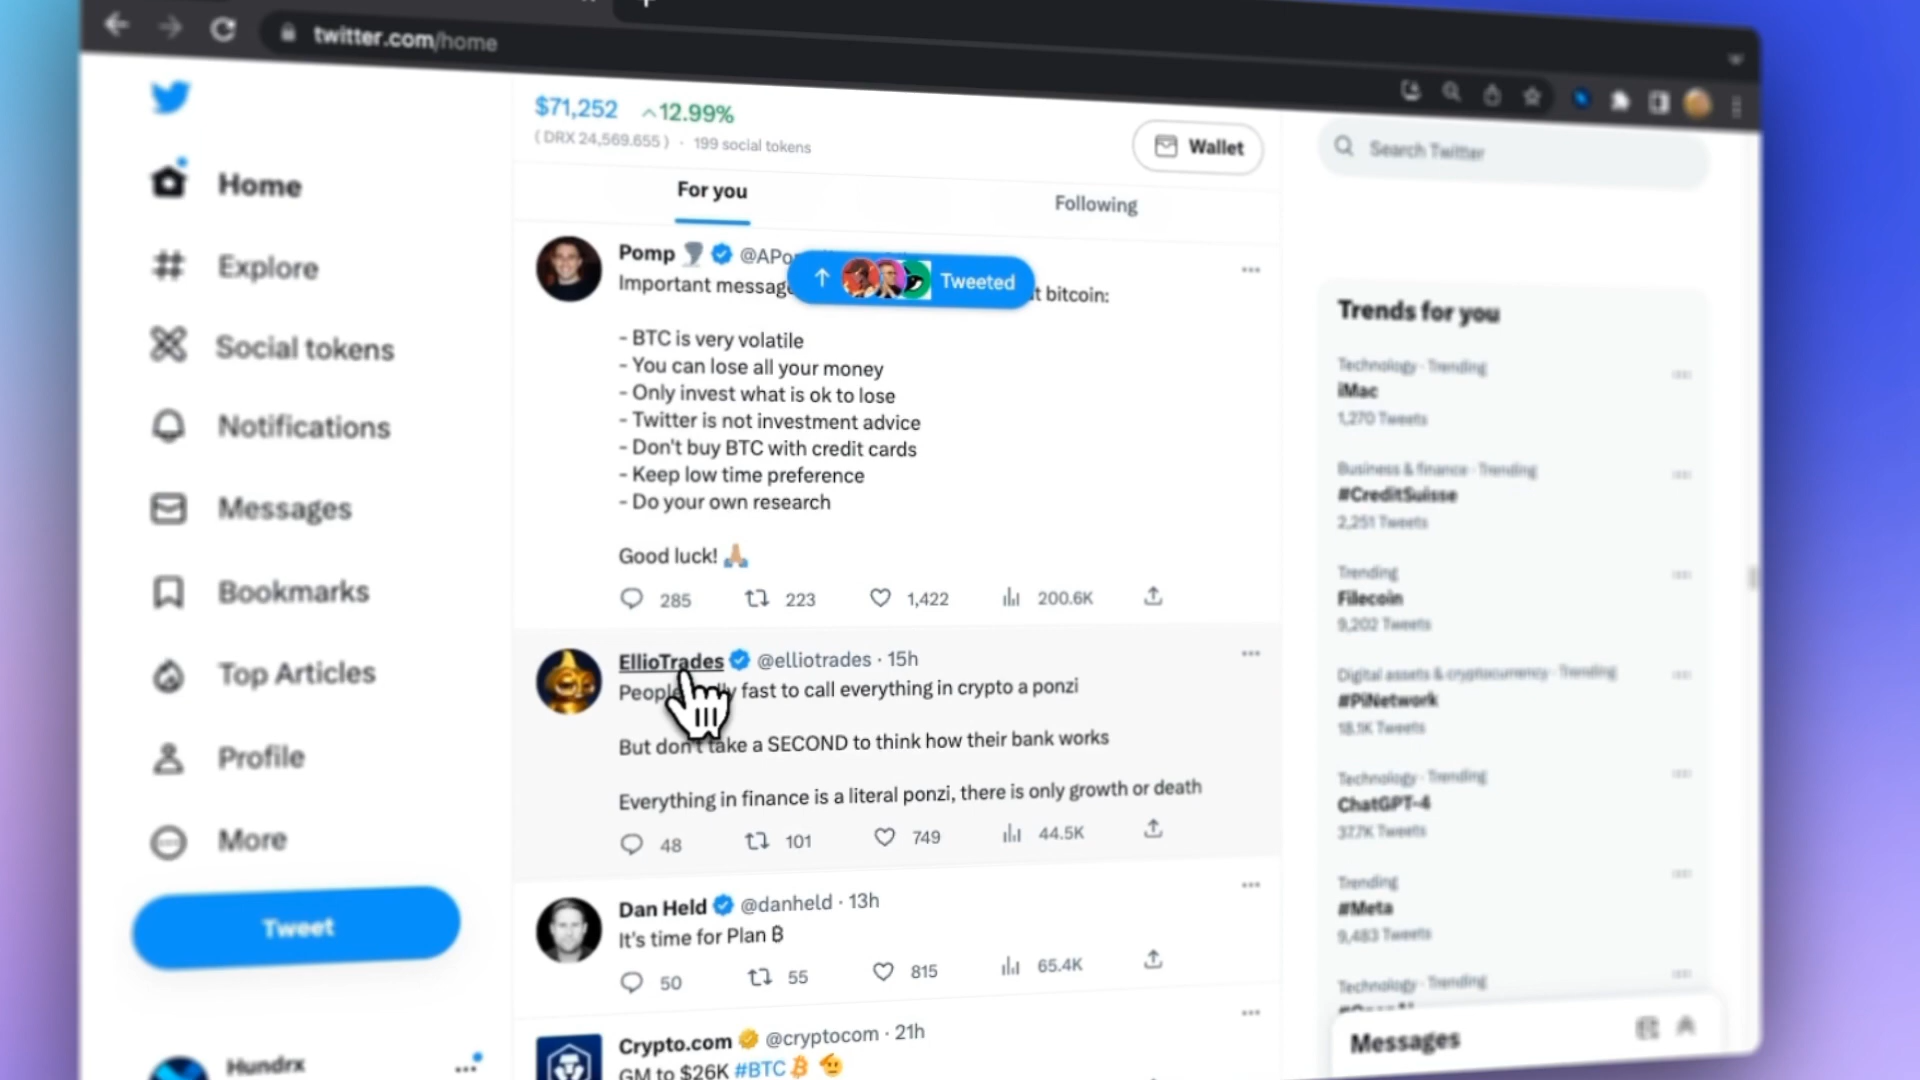 twitter.com/home
$71,252 12.99%
( DRX 24,569.655 ) · 199 social tokens
Wallet
Search Twitter
Home
Explore
Social tokens
Notifications
Messages
Bookmarks
Top Articles
Profile
More
Tweet
Hundrx
For you
Following
Pomp @APo
Tweeted
Important messag t bitcoin:
- BTC is very volatile
- You can lose all your money
- Only invest what is ok to lose
- Twitter is not investment advice
- Don't buy BTC with credit cards
- Keep low time preference
- Do your own research
Good luck! 🙏🏼
285 223 1,422 200.6K
EllioTrades @elliotrades · 15h
People fast to call everything in crypto a ponzi
But don't take a SECOND to think how their bank works
Everything in finance is a literal ponzi, there is only growth or death
48 101 749 44.5K
Dan Held @danheld · 13h
It's time for Plan ₿
50 55 815 65.4K
Crypto.com @cryptocom · 21h
GM to $26K #BTC
Trends for you
Technology · Trending
iMac
1,270 Tweets
Business & finance · Trending
#CreditSuisse
2,251 Tweets
Trending
Filecoin
9,202 Tweets
Digital assets & cryptocurrency · Trending
#PiNetwork
18.1K Tweets
Technology · Trending
ChatGPT-4
37.7K Tweets
Trending
#Meta
9,483 Tweets
Technology · Trending
Messages